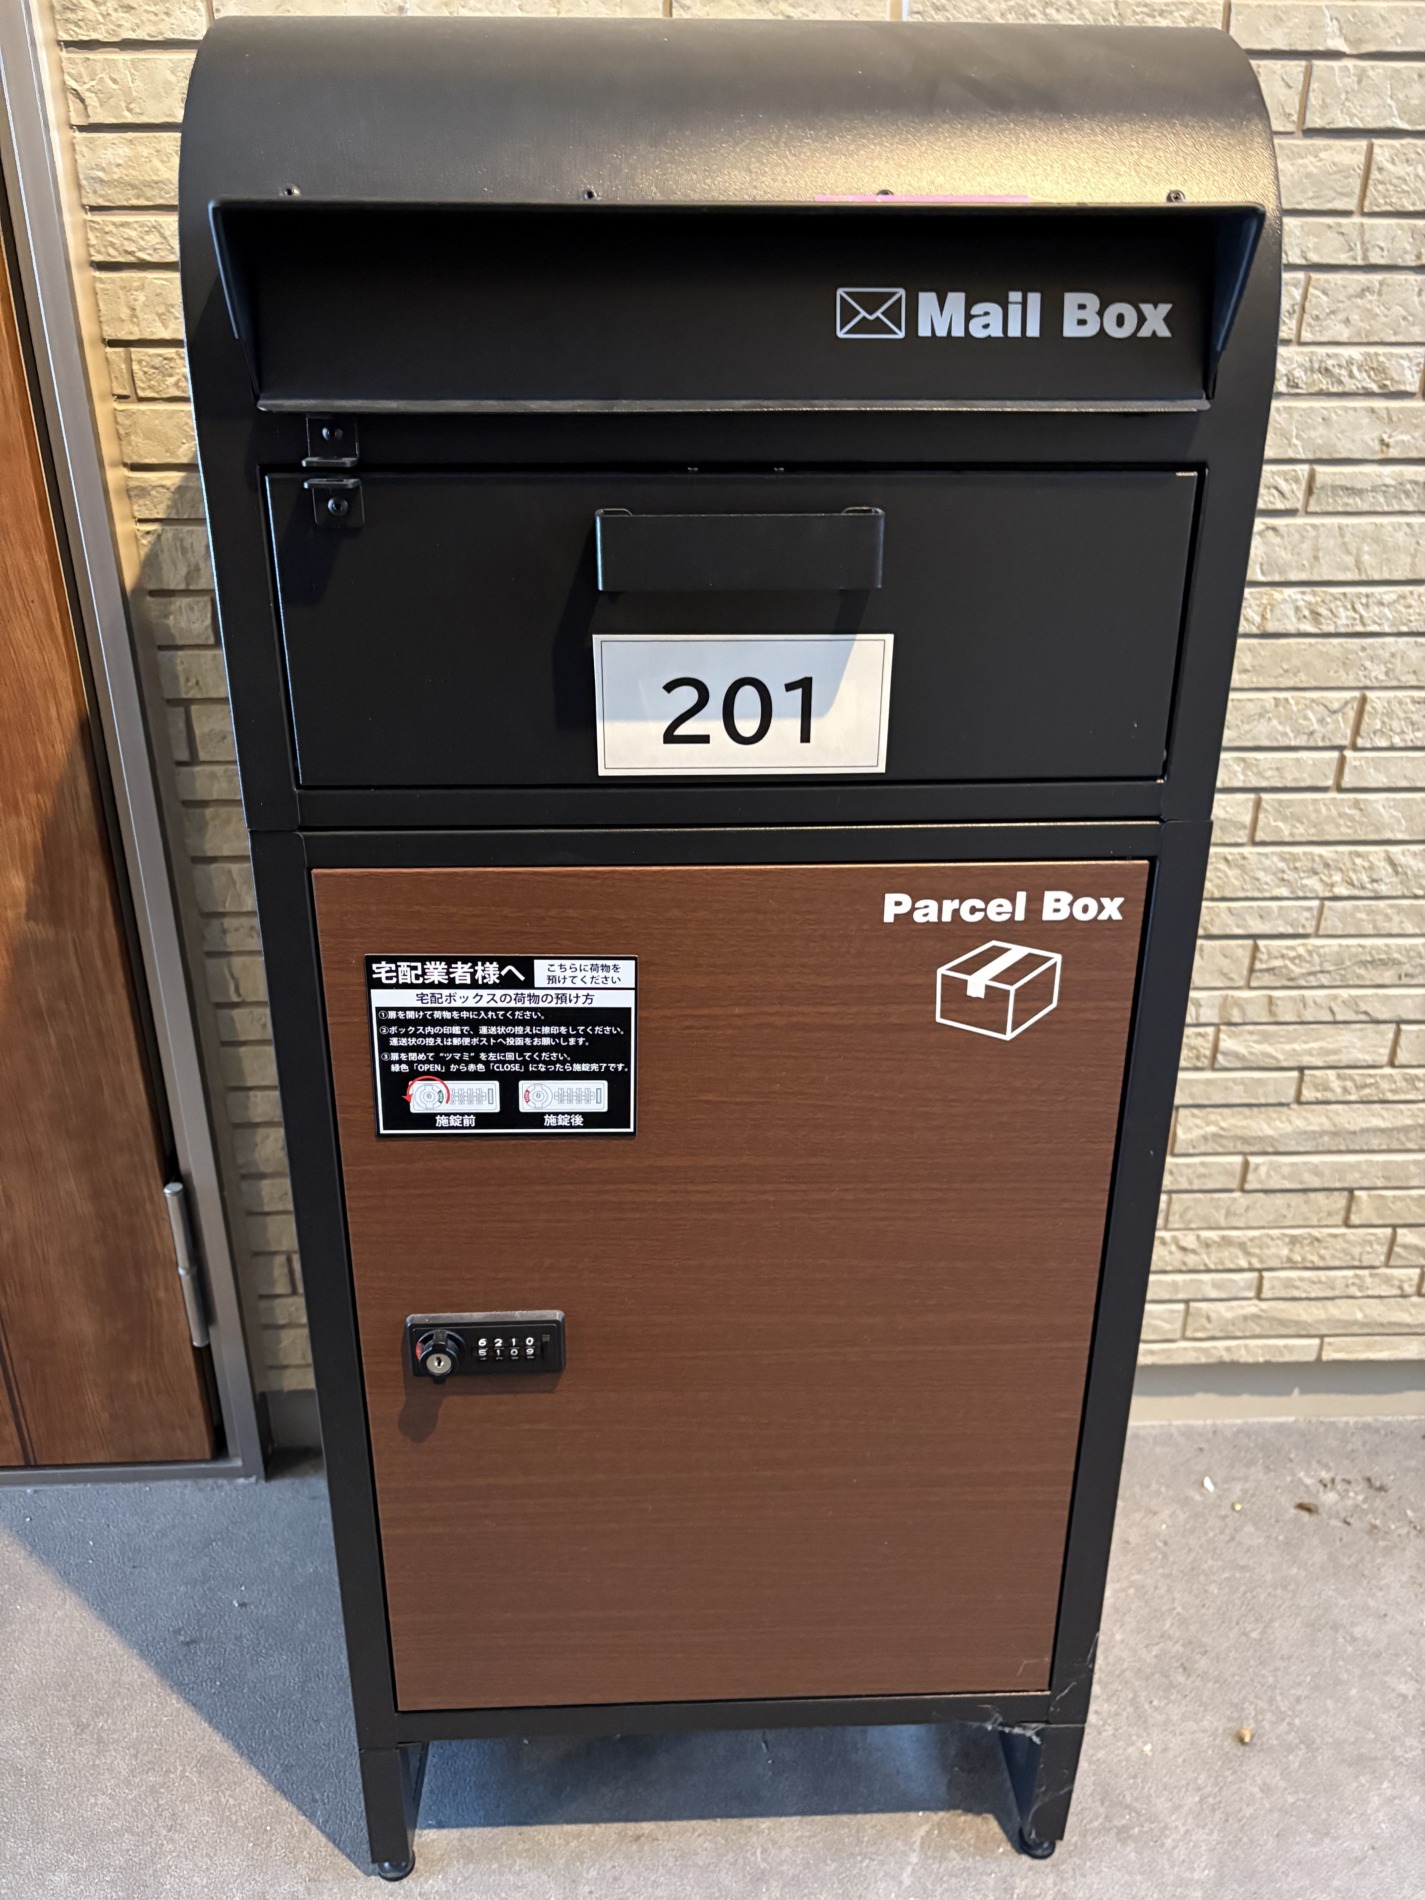 Mail Box
201
Parcel Box
宅配業者様へ
こちらに荷物を
預けてください
宅配ボックスの荷物の預け方
①扉を開けて荷物を中に入れてください。
②ボックス内の印鑑で、運送状の控えに捺印をしてください。
運送状の控えは郵便ポストへ投函をお願いします。
③扉を閉めて“ツマミ”を左に回してください。
緑色「OPEN」から赤色「CLOSE」になったら施錠完了です。
施錠前
施錠後
6210
5109